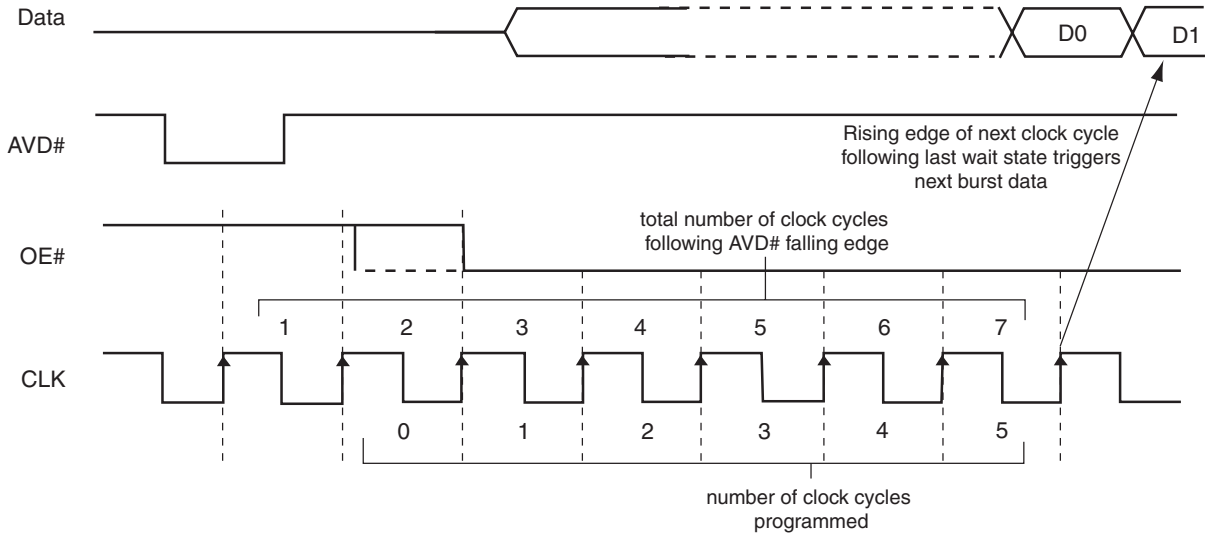 Data
D0
D1
AVD#
Rising edge of next clock cycle
following last wait state triggers
next burst data
total number of clock cycles
following AVD# falling edge
OE#
1 2 3 4 5 6 7
CLK
0 1 2 3 4 5
number of clock cycles
programmed